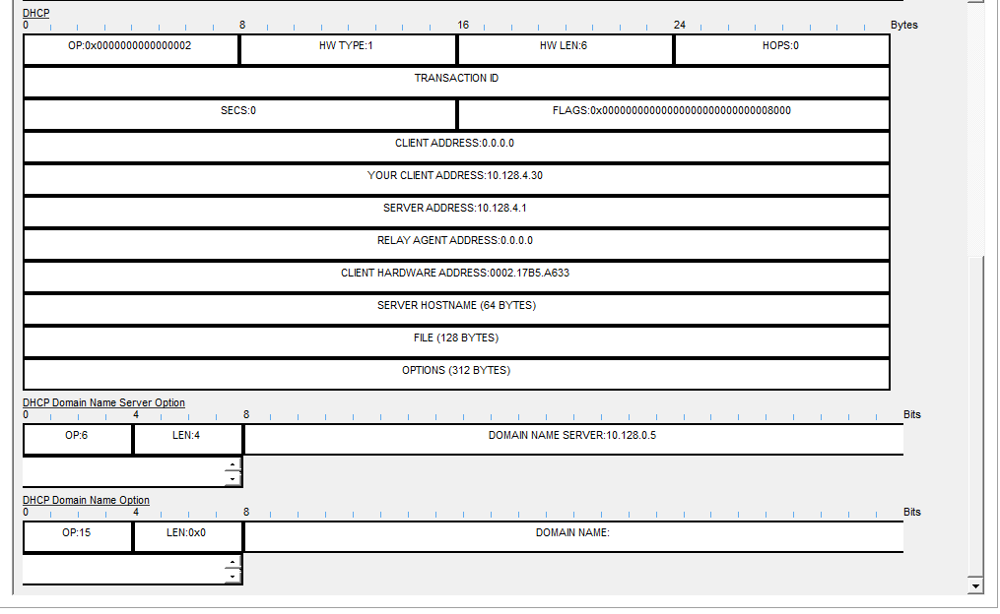 DHCP
0 8 16 24 Bytes
OP:0x0000000000000002 HW TYPE:1 HW LEN:6 HOPS:0
TRANSACTION ID
SECS:0 FLAGS:0x00000000000000000000000000008000
CLIENT ADDRESS:0.0.0.0
YOUR CLIENT ADDRESS:10.128.4.30
SERVER ADDRESS:10.128.4.1
RELAY AGENT ADDRESS:0.0.0.0
CLIENT HARDWARE ADDRESS:0002.17B5.A633
SERVER HOSTNAME (64 BYTES)
FILE (128 BYTES)
OPTIONS (312 BYTES)
DHCP Domain Name Server Option
0 4 8 Bits
OP:6 LEN:4 DOMAIN NAME SERVER:10.128.0.5
DHCP Domain Name Option
0 4 8 Bits
OP:15 LEN:0x0 DOMAIN NAME: